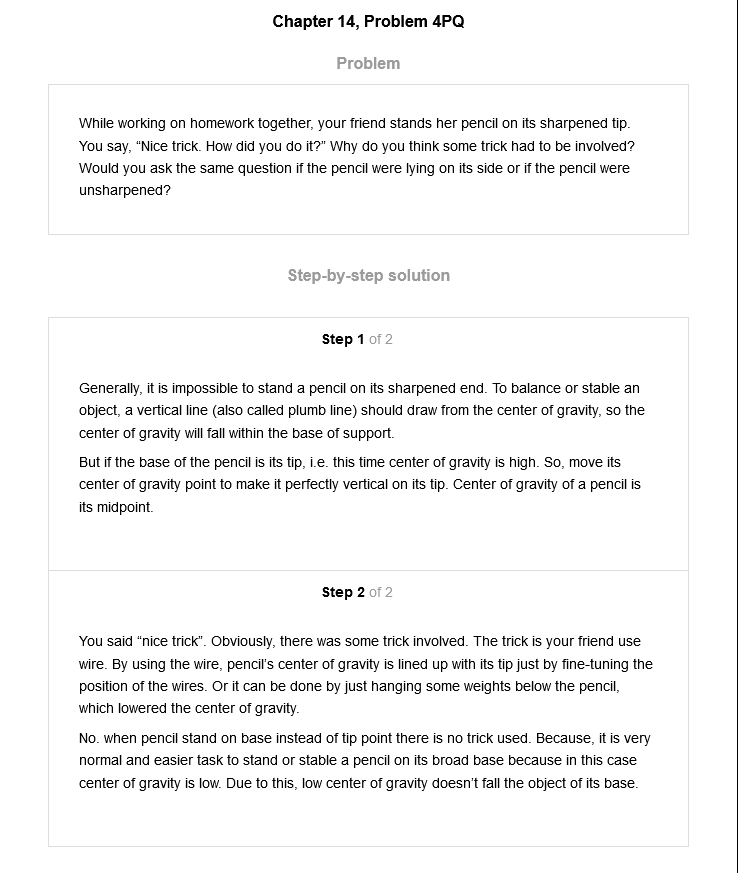 Chapter 14, Problem 4PQ
Problem
While working on homework together, your friend stands her pencil on its sharpened tip.
You say, “Nice trick. How did you do it?” Why do you think some trick had to be involved?
Would you ask the same question if the pencil were lying on its side or if the pencil were
unsharpened?
Step-by-step solution
Step 1 of 2
Generally, it is impossible to stand a pencil on its sharpened end. To balance or stable an
object, a vertical line (also called plumb line) should draw from the center of gravity, so the
center of gravity will fall within the base of support.
But if the base of the pencil is its tip, i.e. this time center of gravity is high. So, move its
center of gravity point to make it perfectly vertical on its tip. Center of gravity of a pencil is
its midpoint.
Step 2 of 2
You said “nice trick”. Obviously, there was some trick involved. The trick is your friend use
wire. By using the wire, pencil’s center of gravity is lined up with its tip just by fine-tuning the
position of the wires. Or it can be done by just hanging some weights below the pencil,
which lowered the center of gravity.
No. when pencil stand on base instead of tip point there is no trick used. Because, it is very
normal and easier task to stand or stable a pencil on its broad base because in this case
center of gravity is low. Due to this, low center of gravity doesn’t fall the object of its base.